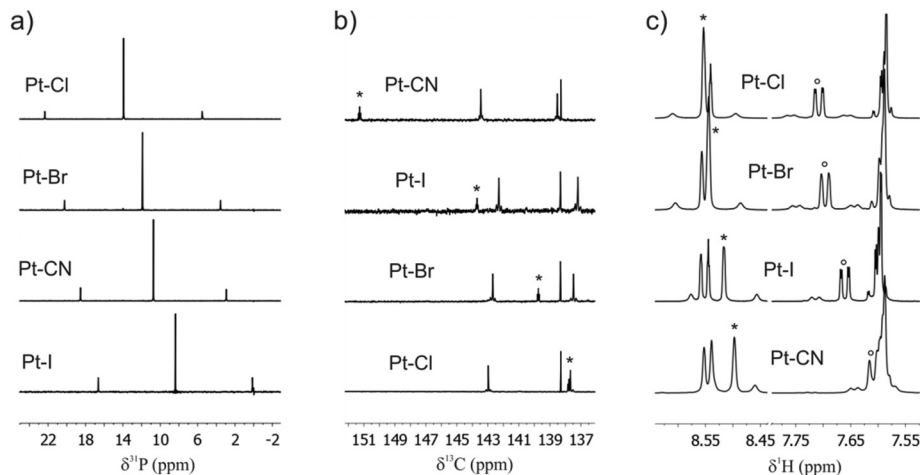 a)
Pt-Cl
Pt-Br
Pt-CN
Pt-I
22 18 14 10 6 2 -2
δ³¹P (ppm)
b)
*
Pt-CN
Pt-I
*
Pt-Br
*
Pt-Cl
*
151 149 147 145 143 141 139 137
δ¹³C (ppm)
c)
*
Pt-Cl
°
*
Pt-Br
°
Pt-I
*
°
Pt-CN
*
°
8.55 8.45 7.75 7.65 7.55
δ¹H (ppm)